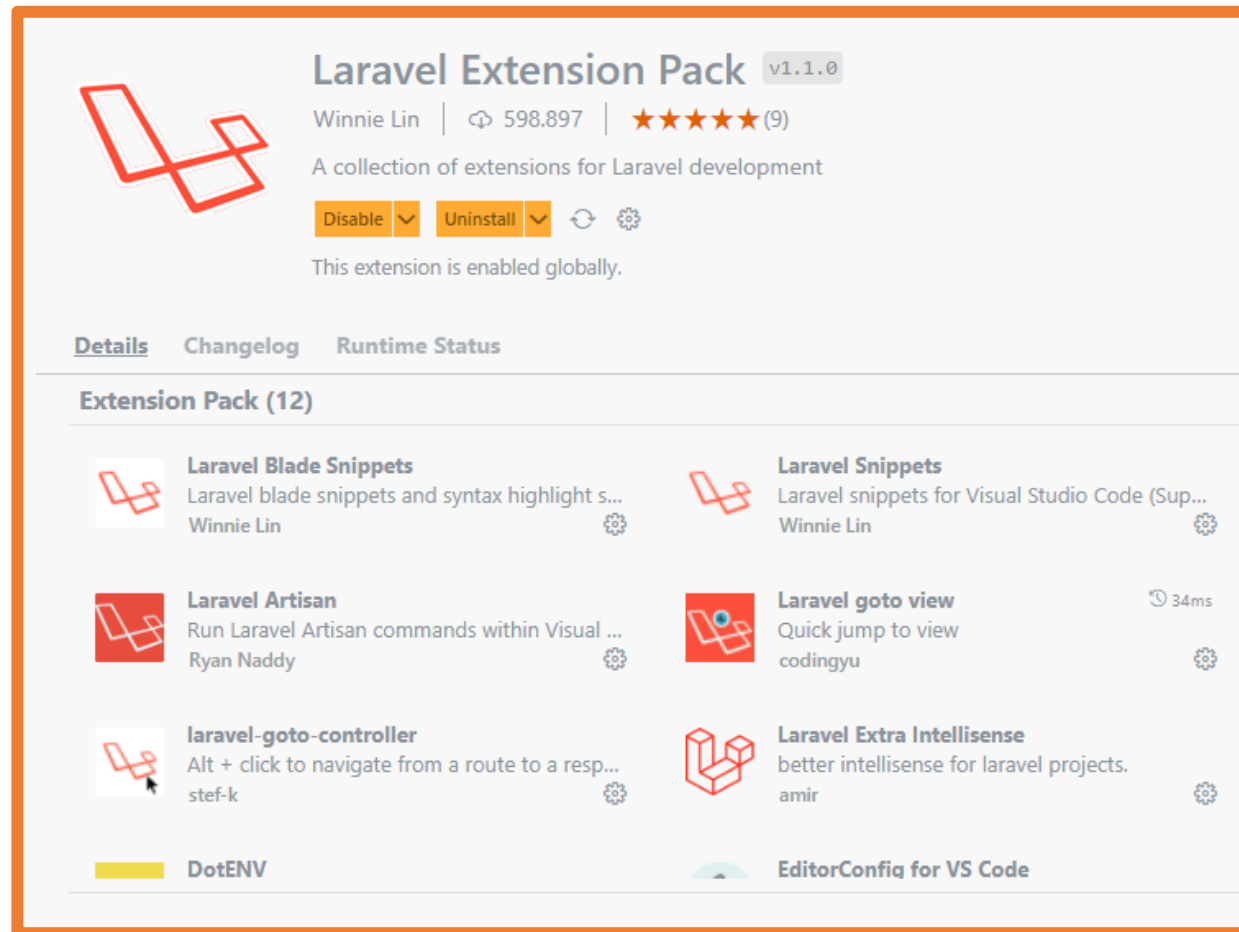 Laravel Extension Pack v1.1.0
Winnie Lin 598.897 (9)
A collection of extensions for Laravel development
Disable Uninstall
This extension is enabled globally.
Details Changelog Runtime Status
Extension Pack (12)
Laravel Blade Snippets
Laravel blade snippets and syntax highlight s...
Winnie Lin
Laravel Snippets
Laravel snippets for Visual Studio Code (Sup...
Winnie Lin
Laravel Artisan
Run Laravel Artisan commands within Visual ...
Ryan Naddy
Laravel goto view 34ms
Quick jump to view
codingyu
laravel-goto-controller
Alt + click to navigate from a route to a resp...
stef-k
Laravel Extra Intellisense
better intellisense for laravel projects.
amir
DotENV
EditorConfig for VS Code